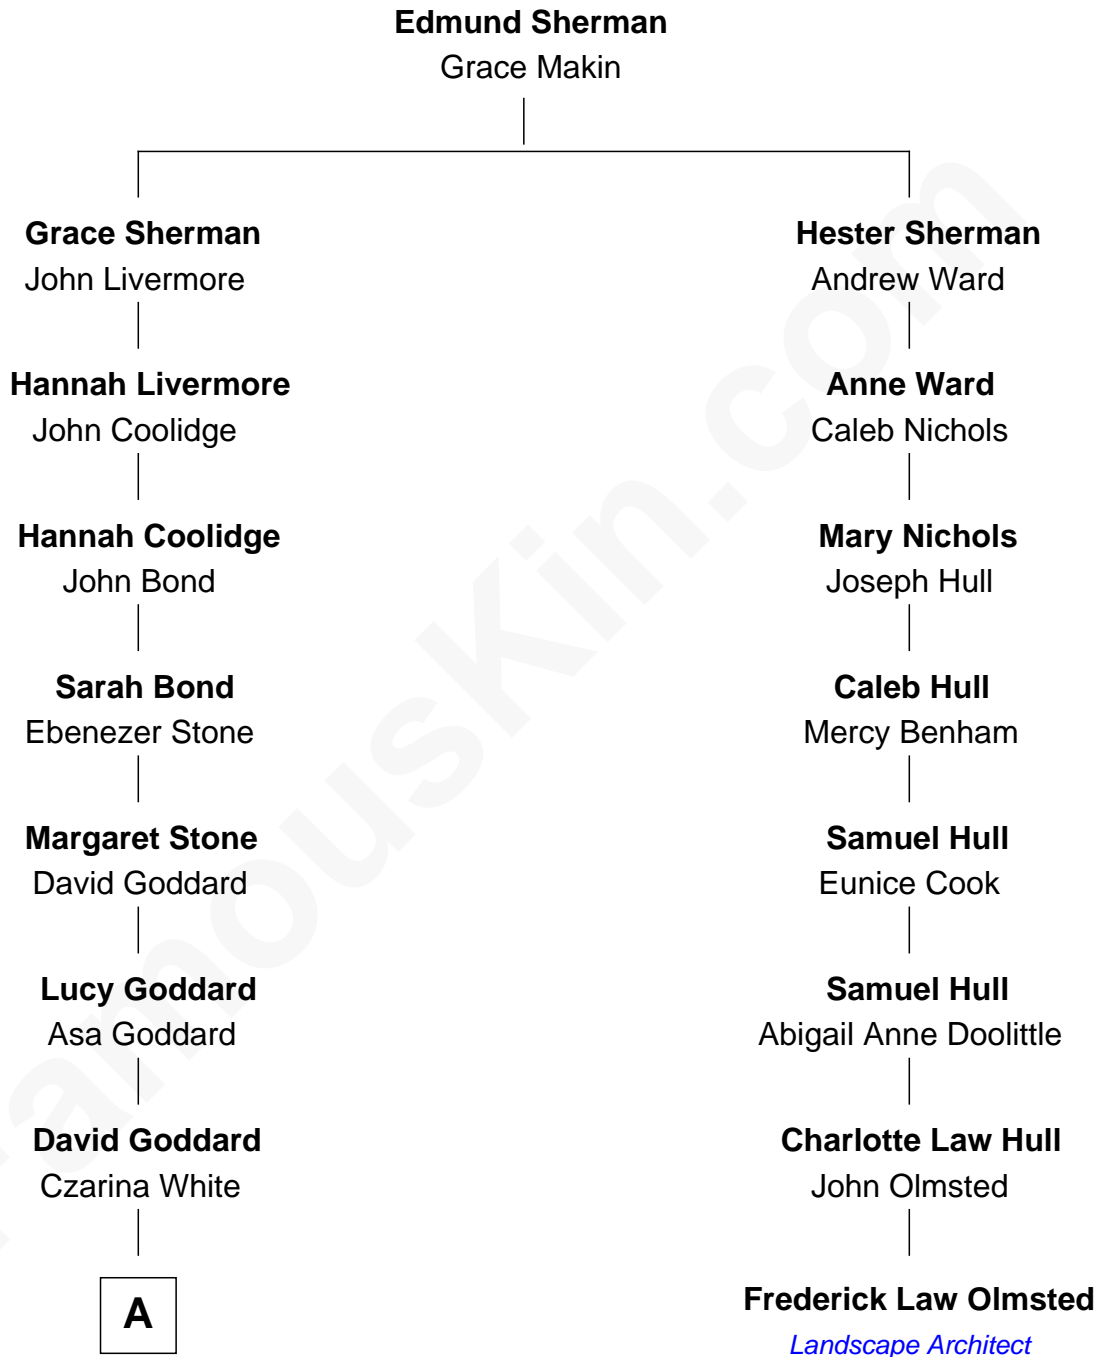 Edmund Sherman
Grace Makin
Grace Sherman
John Livermore
Hester Sherman
Andrew Ward
Hannah Livermore
John Coolidge
Anne Ward
Caleb Nichols
Hannah Coolidge
John Bond
Mary Nichols
Joseph Hull
Sarah Bond
Ebenezer Stone
Caleb Hull
Mercy Benham
Margaret Stone
David Goddard
Samuel Hull
Eunice Cook
Lucy Goddard
Asa Goddard
Samuel Hull
Abigail Anne Doolittle
David Goddard
Czarina White
Charlotte Law Hull
John Olmsted
A
Frederick Law Olmsted
Landscape Architect
FamousKin.com